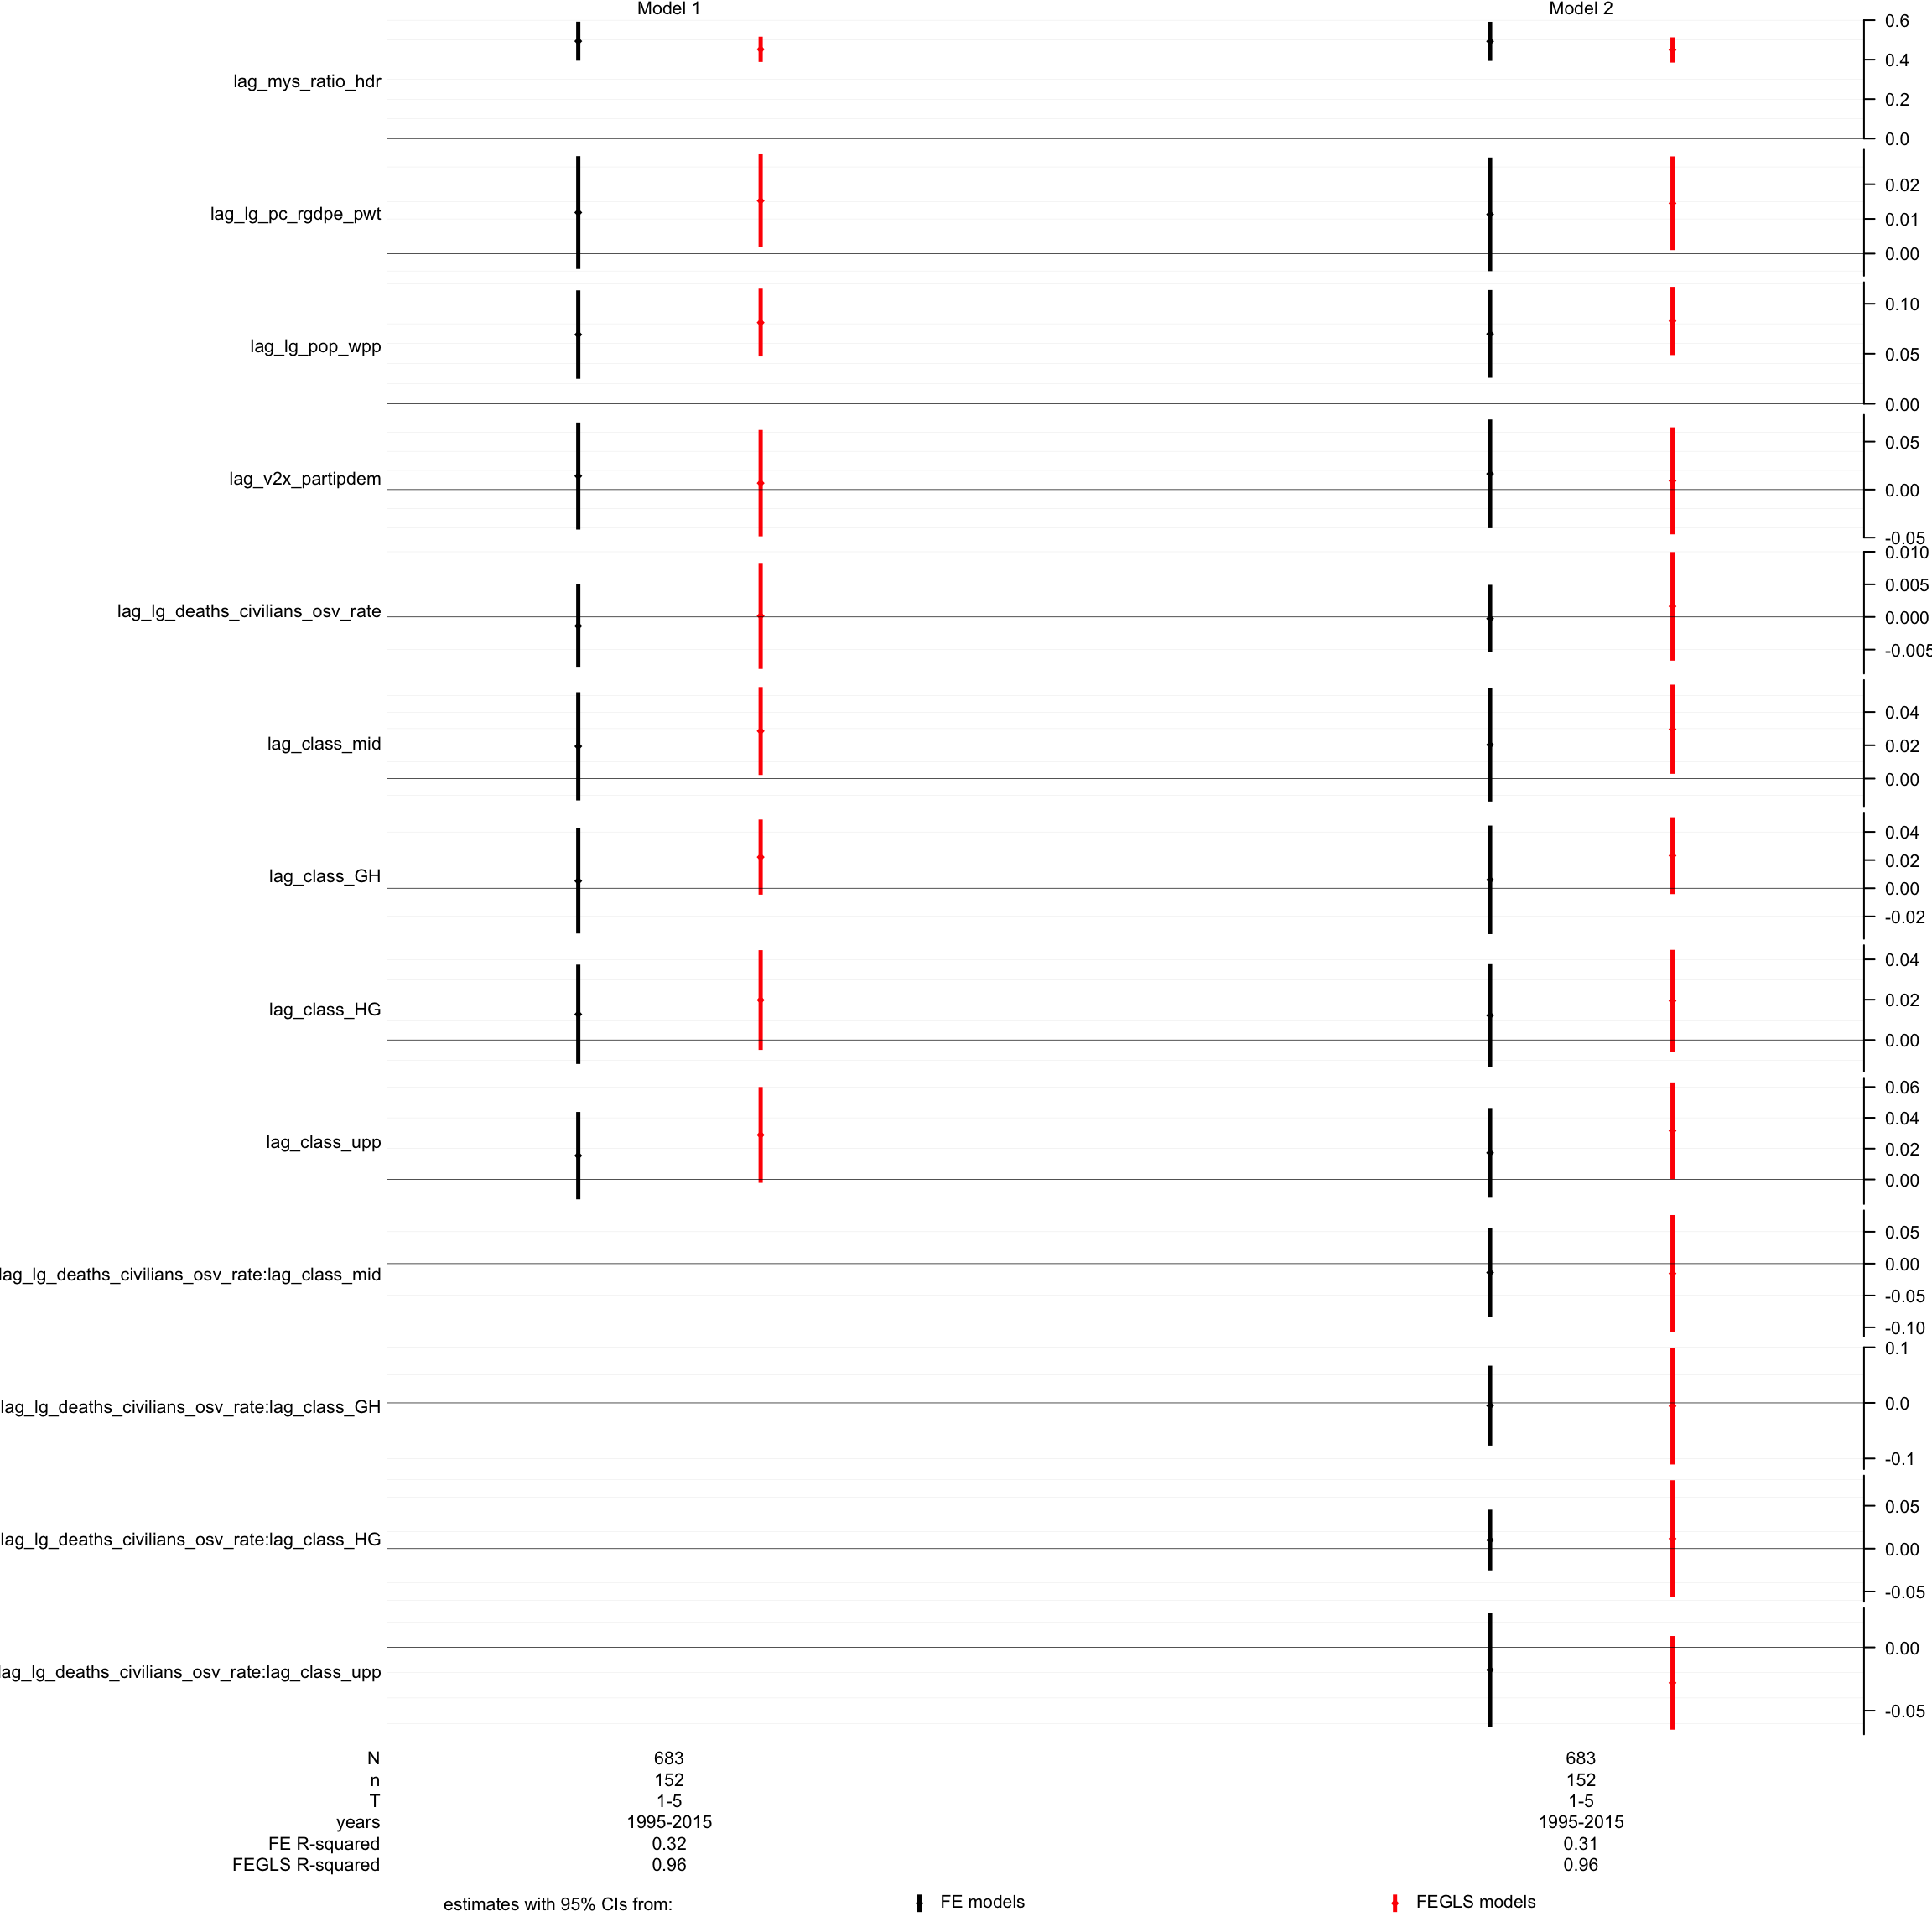 Model 1 Model 2
lag_mys_ratio_hdr
0.6
0.4
0.2
0.0
lag_lg_pc_rgdpe_pwt
0.02
0.01
0.00
lag_lg_pop_wpp
0.10
0.05
0.00
lag_v2x_partipdem
0.05
0.00
-0.05
lag_lg_deaths_civilians_osv_rate
0.010
0.005
0.000
-0.005
lag_class_mid
0.04
0.02
0.00
lag_class_GH
0.04
0.02
0.00
-0.02
lag_class_HG
0.04
0.02
0.00
lag_class_upp
0.06
0.04
0.02
0.00
lag_lg_deaths_civilians_osv_rate:lag_class_mid
0.05
0.00
-0.05
-0.10
lag_lg_deaths_civilians_osv_rate:lag_class_GH
0.1
0.0
-0.1
lag_lg_deaths_civilians_osv_rate:lag_class_HG
0.05
0.00
-0.05
lag_lg_deaths_civilians_osv_rate:lag_class_upp
0.00
-0.05
N 683 683
n 152 152
T 1-5 1-5
years 1995-2015 1995-2015
FE R-squared 0.32 0.31
FEGLS R-squared 0.96 0.96
estimates with 95% CIs from: FE models FEGLS models